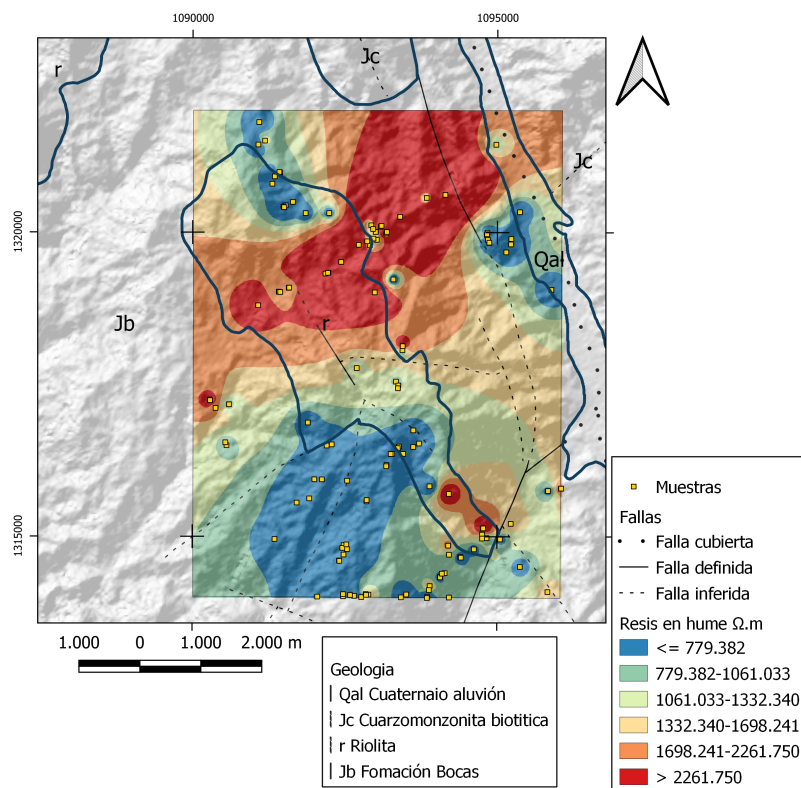 1090000
1095000
r
Jc
Jc
1320000
Qal
Jb
r
1315000
1.000 0 1.000 2.000 m
Geologia
Qal Cuaternaio aluvión
Jc Cuarzomonzonita biotitica
r Riolita
Jb Fomación Bocas
Muestras
Fallas
Falla cubierta
Falla definida
Falla inferida
Resis en hume Ω.m
<= 779.382
779.382-1061.033
1061.033-1332.340
1332.340-1698.241
1698.241-2261.750
> 2261.750